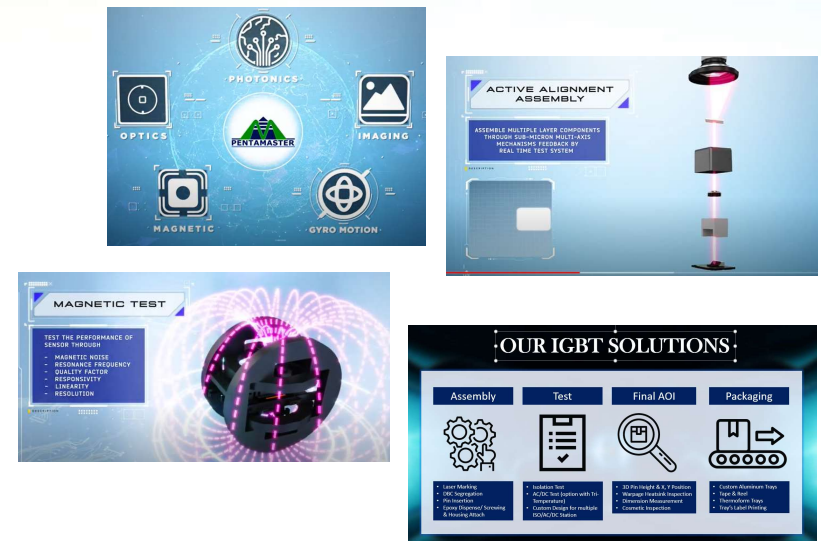 PHOTONICS
OPTICS
IMAGING
PENTAMASTER
MAGNETIC
GYRO MOTION
ACTIVE ALIGNMENT
ASSEMBLY
ASSEMBLE MULTIPLE LAYER COMPONENTS
THROUGH SUB-MICRON MULTI-AXIS
MECHANISMS FEEDBACK BY
REAL TIME TEST SYSTEM
DESCRIPTION
MAGNETIC TEST
TEST THE PERFORMANCE OF
SENSOR THROUGH
- MAGNETIC NOISE
- RESONANCE FREQUENCY
- QUALITY FACTOR
- RESPONSIVITY
- LINEARITY
- RESOLUTION
DESCRIPTION
OUR IGBT SOLUTIONS
Assembly
• Laser Marking
• DBC Segregation
• Pin Insertion
• Epoxy Dispense/ Screwing
& Housing Attach
Test
• Isolation Test
• AC/DC Test (option with Tri-
Temperature)
• Custom Design for multiple
ISO/AC/DC Station
Final AOI
• 3D Pin Height & X, Y Position
• Warpage Heatsink Inspection
• Dimension Measurement
• Cosmetic Inspection
Packaging
• Custom Aluminum Trays
• Tape & Reel
• Thermoform Trays
• Tray's Label Printing